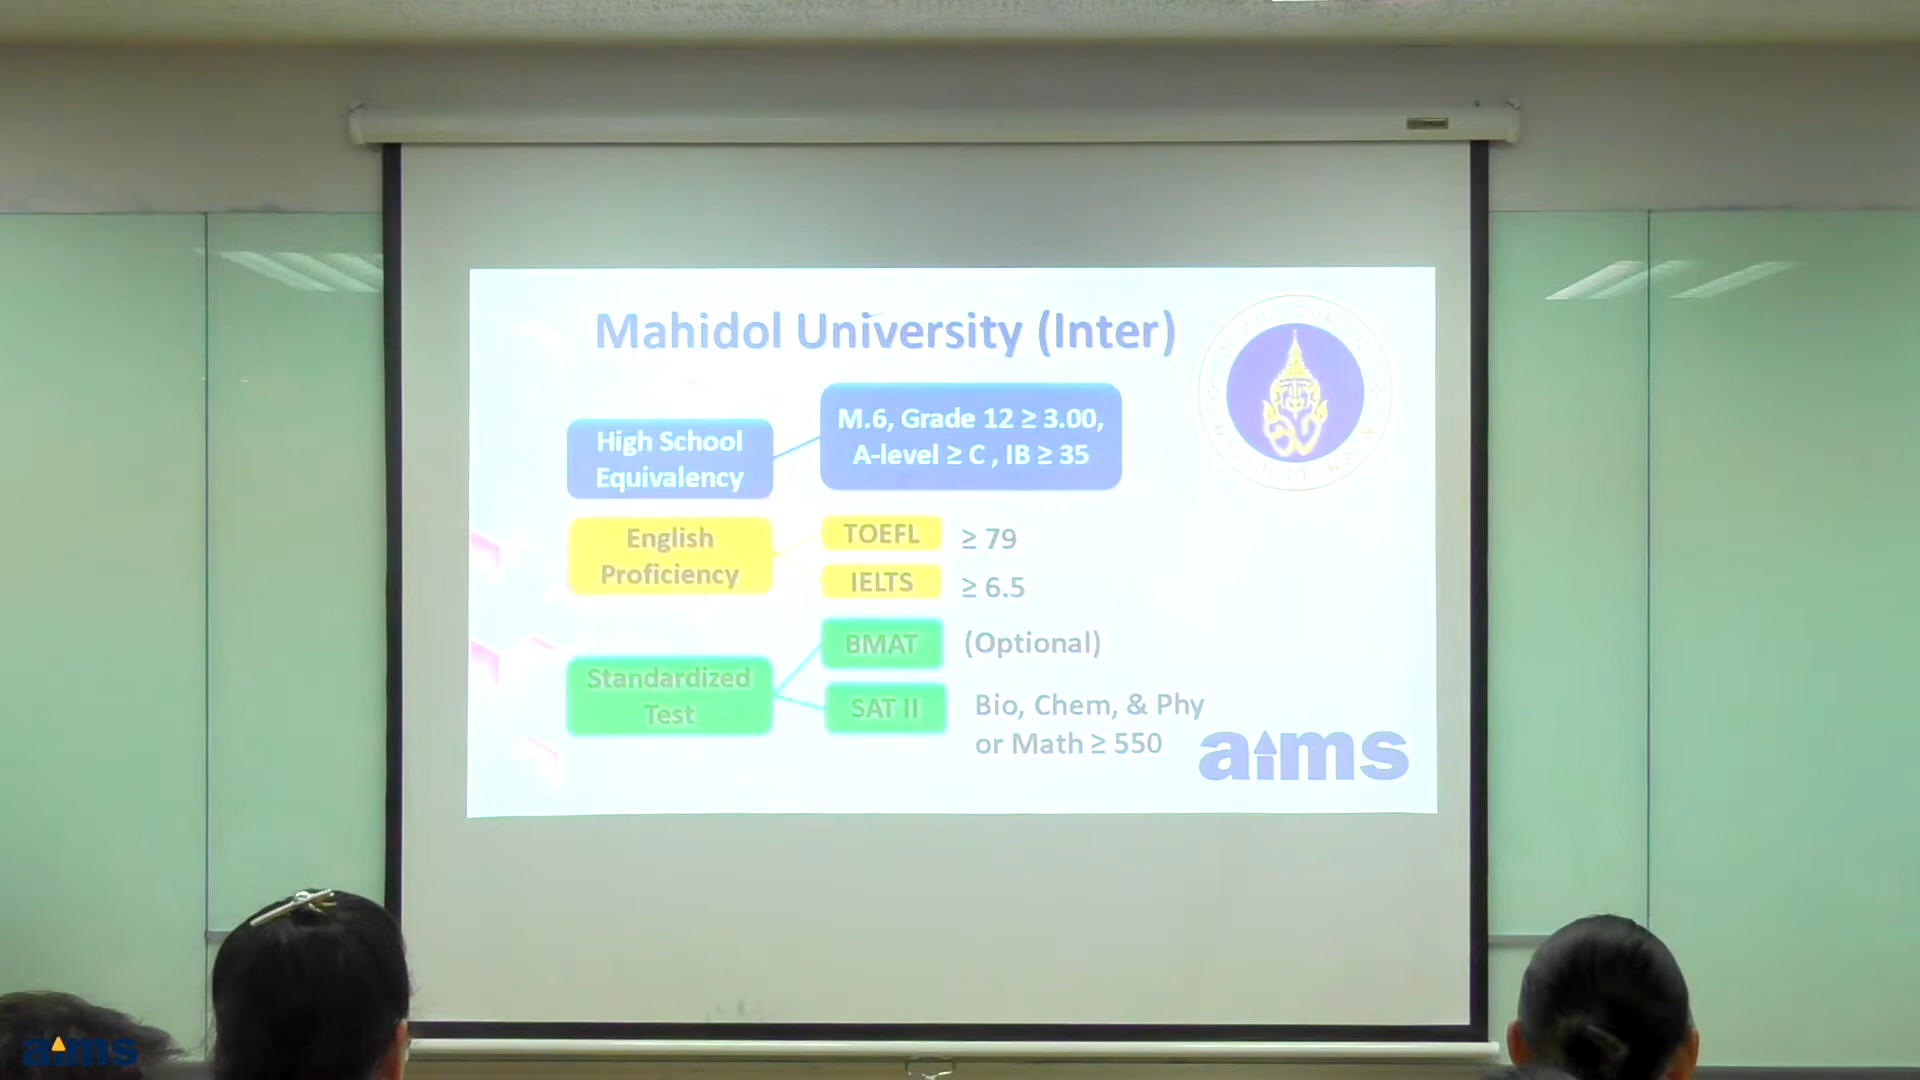 Mahidol University (Inter)
High School
Equivalency
M.6, Grade 12 ≥ 3.00,
A-level ≥ C , IB ≥ 35
English
Proficiency
TOEFL
≥ 79
IELTS
≥ 6.5
Standardized
Test
BMAT
(Optional)
SAT II
Bio, Chem, & Phy
or Math ≥ 550
aims
aims